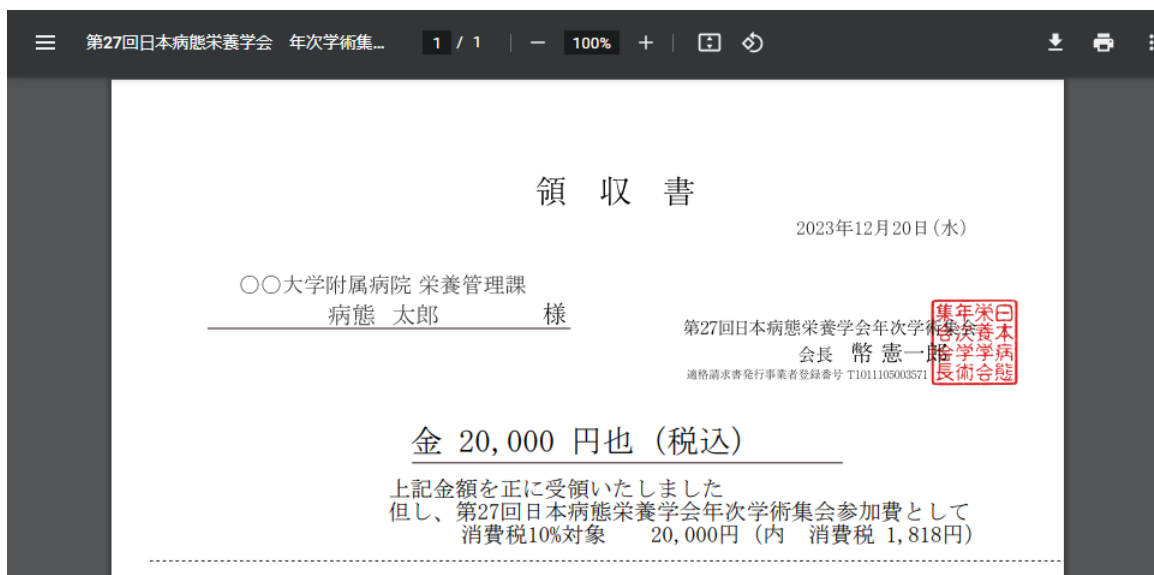 第27回日本病態栄養学会　年次学術集... 1 / 1 100%
領　収　書
2023年12月20日(水)
〇〇大学附属病院 栄養管理課
病態　太郎　様
第27回日本病態栄養学会年次学術集会
会長　幣 憲一郎
適格請求書発行事業者登録番号 T1011105003571
日本病態栄養学会年次学術集会会長
金 20,000 円也（税込）
上記金額を正に受領いたしました
但し、第27回日本病態栄養学会年次学術集会参加費として
消費税10%対象　20,000円（内　消費税 1,818円）